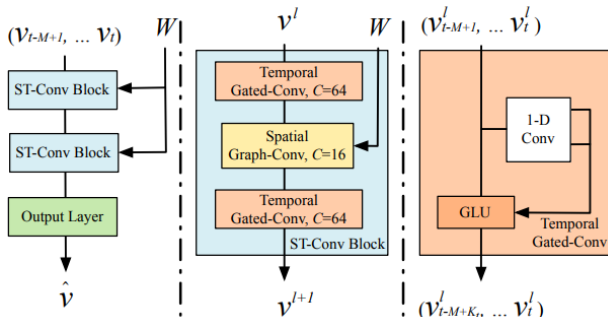 (v_{t-M+1}, ... v_t)
W
ST-Conv Block
ST-Conv Block
Output Layer
v̂
v^l
W
Temporal
Gated-Conv, C=64
Spatial
Graph-Conv, C=16
Temporal
Gated-Conv, C=64
ST-Conv Block
v^{l+1}
(v^l_{t-M+1}, ... v^l_t)
1-D
Conv
GLU
Temporal
Gated-Conv
(v^l_{t-M+K_t}, ... v^l_t)